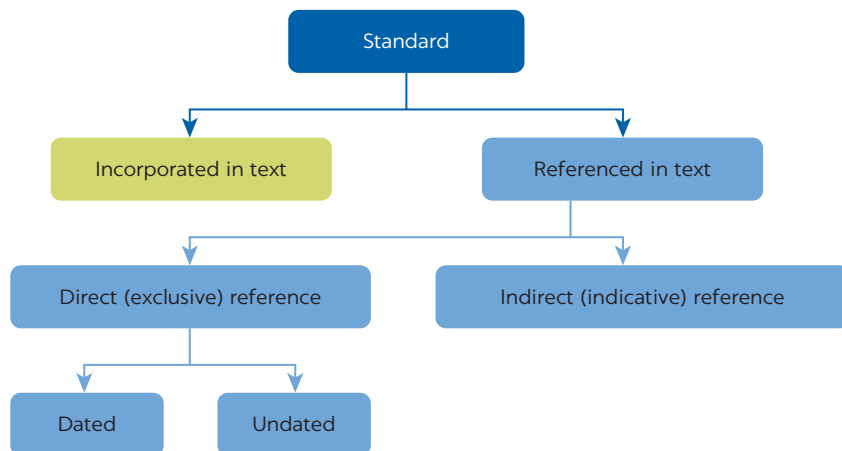 Standard
Incorporated in text
Referenced in text
Direct (exclusive) reference
Indirect (indicative) reference
Dated
Undated